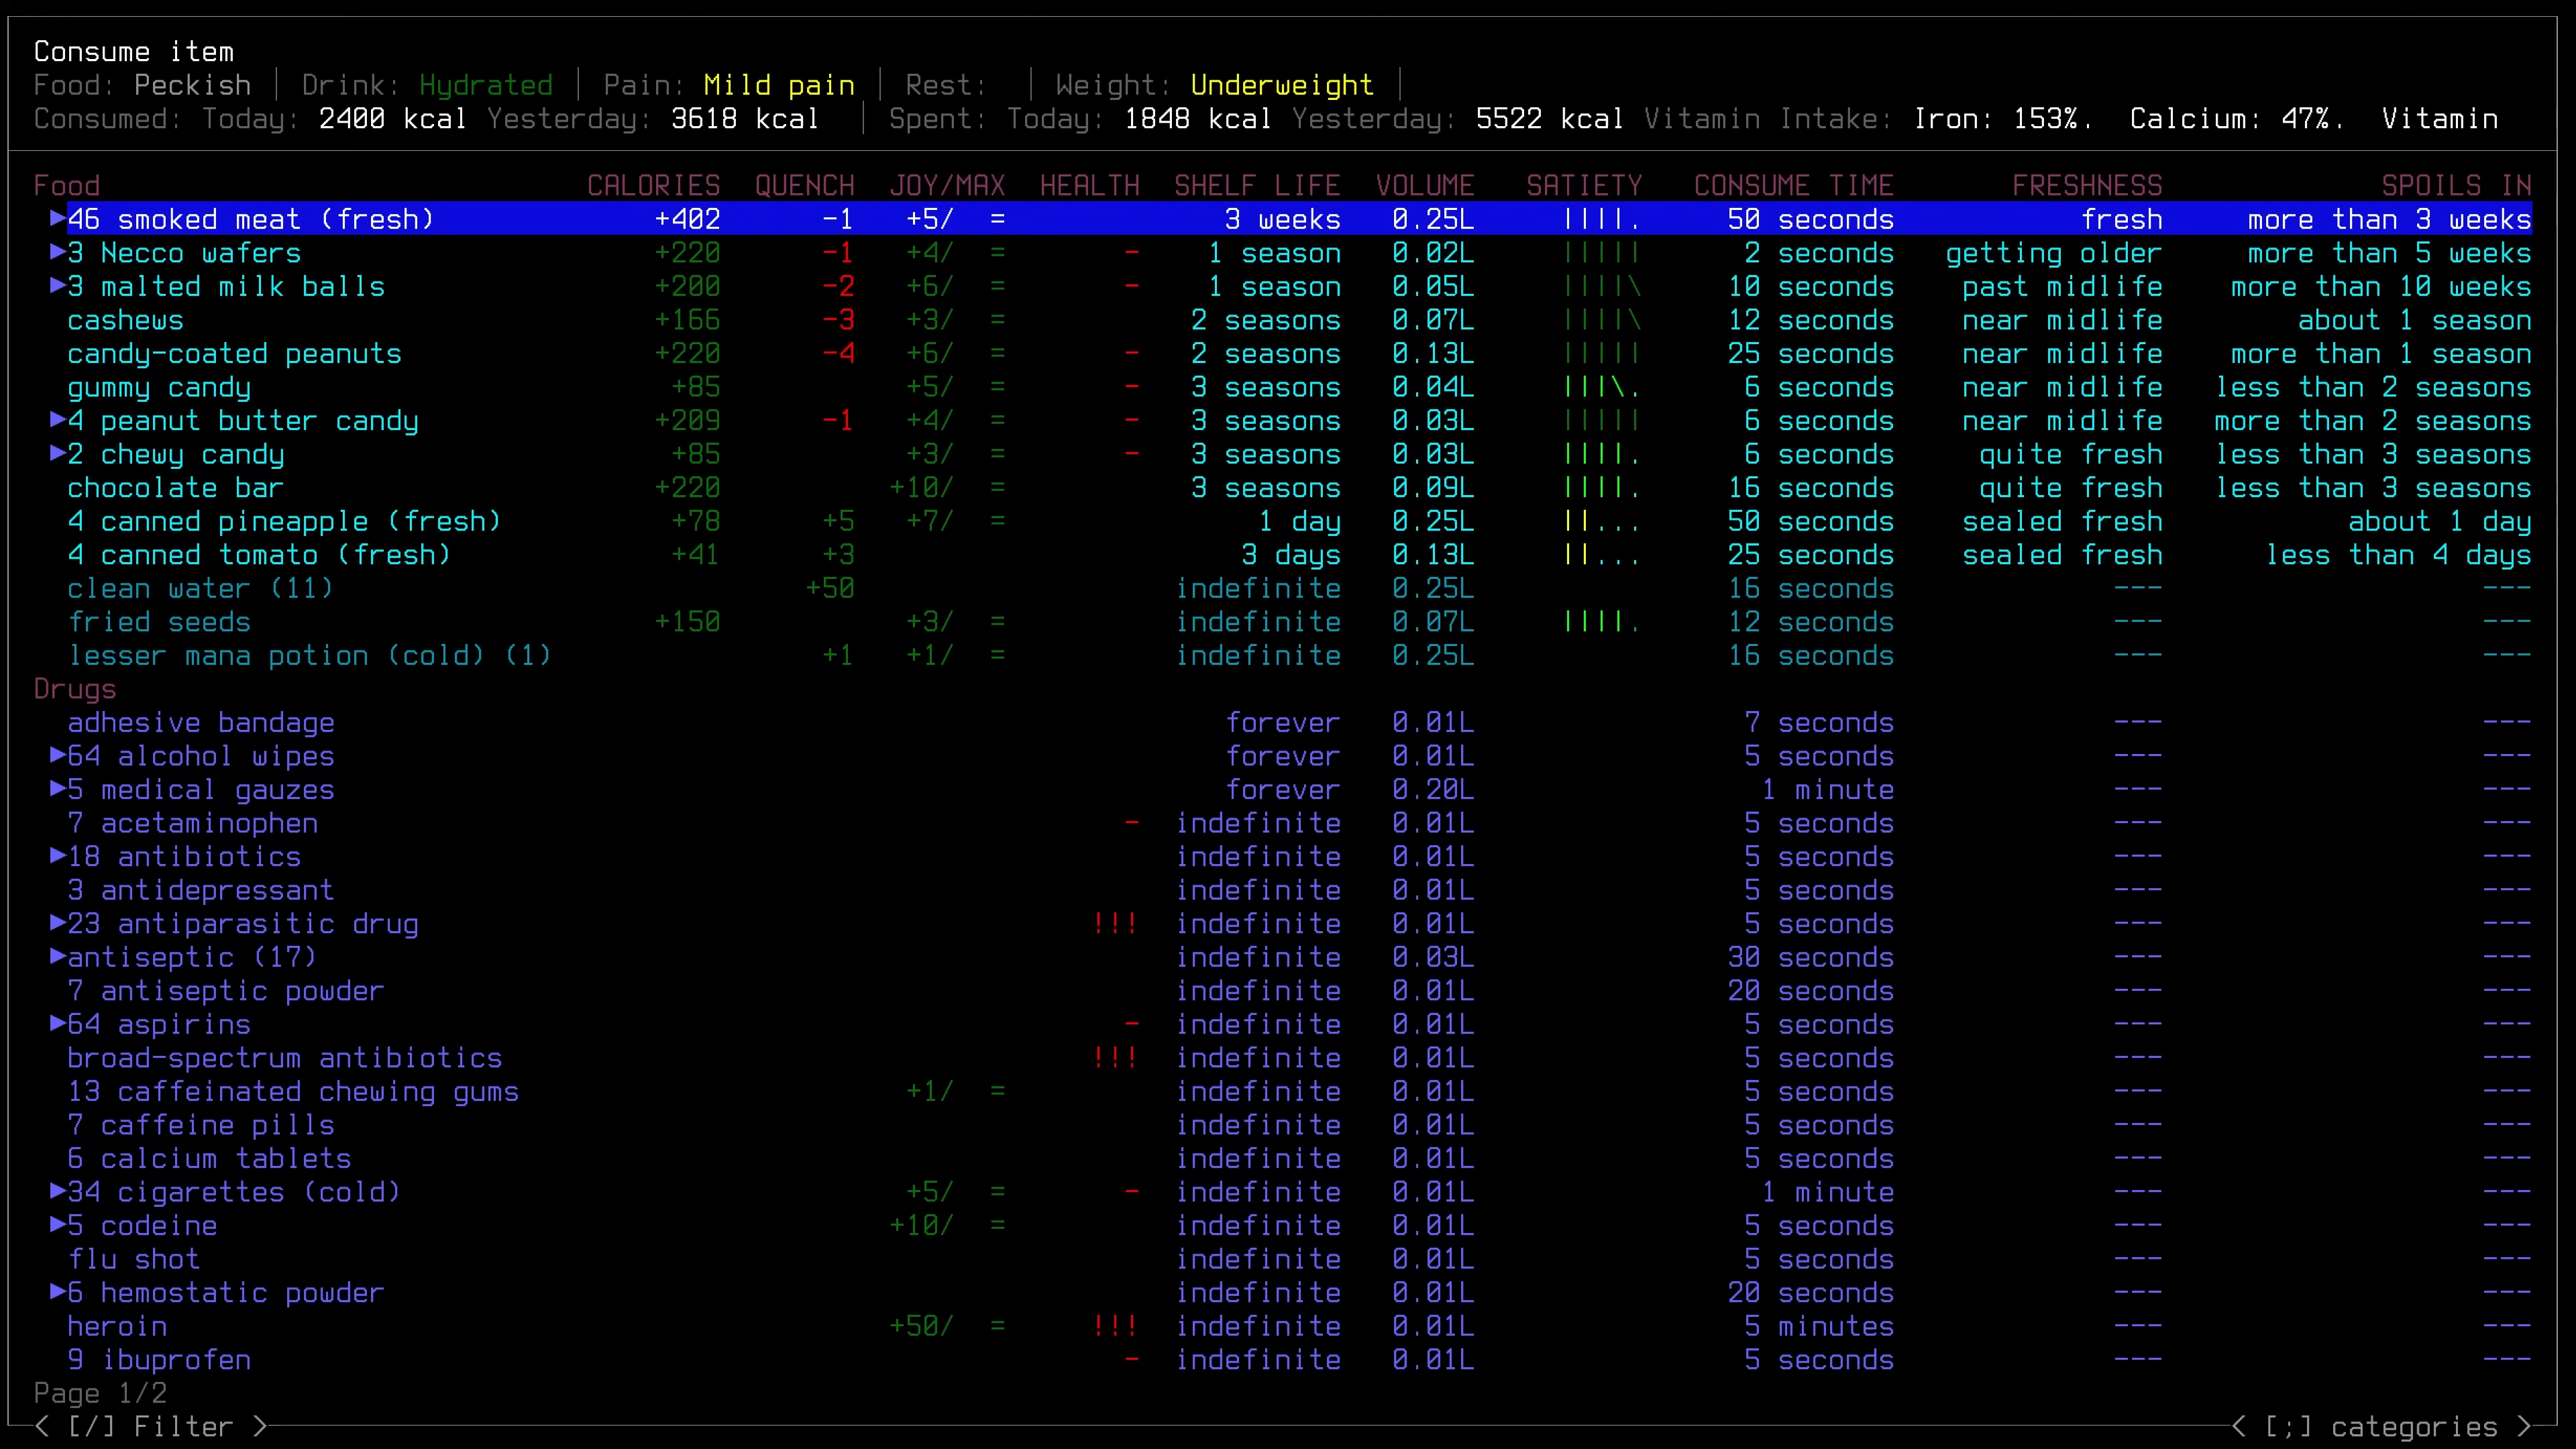 Consume item
Food: Peckish │ Drink: Hydrated │ Pain: Mild pain │ Rest: │ Weight: Underweight │
Consumed: Today: 2400 kcal Yesterday: 3618 kcal │ Spent: Today: 1848 kcal Yesterday: 5522 kcal Vitamin Intake: Iron: 153%. Calcium: 47%. Vitamin
Food CALORIES QUENCH JOY/MAX HEALTH SHELF LIFE VOLUME SATIETY CONSUME TIME FRESHNESS SPOILS IN
▶46 smoked meat (fresh) +402 -1 +5/ = 3 weeks 0.25L ||||. 50 seconds fresh more than 3 weeks
▶3 Necco wafers +220 -1 +4/ = - 1 season 0.02L ||||| 2 seconds getting older more than 5 weeks
▶3 malted milk balls +200 -2 +6/ = - 1 season 0.05L ||||\ 10 seconds past midlife more than 10 weeks
cashews +166 -3 +3/ = 2 seasons 0.07L ||||\ 12 seconds near midlife about 1 season
candy-coated peanuts +220 -4 +6/ = - 2 seasons 0.13L ||||| 25 seconds near midlife more than 1 season
gummy candy +85 +5/ = - 3 seasons 0.04L |||\. 6 seconds near midlife less than 2 seasons
▶4 peanut butter candy +209 -1 +4/ = - 3 seasons 0.03L ||||| 6 seconds near midlife more than 2 seasons
▶2 chewy candy +85 +3/ = - 3 seasons 0.03L ||||. 6 seconds quite fresh less than 3 seasons
chocolate bar +220 +10/ = 3 seasons 0.09L ||||. 16 seconds quite fresh less than 3 seasons
4 canned pineapple (fresh) +78 +5 +7/ = 1 day 0.25L ||... 50 seconds sealed fresh about 1 day
4 canned tomato (fresh) +41 +3 3 days 0.13L ||... 25 seconds sealed fresh less than 4 days
clean water (11) +50 indefinite 0.25L 16 seconds --- ---
fried seeds +150 +3/ = indefinite 0.07L ||||. 12 seconds --- ---
lesser mana potion (cold) (1) +1 +1/ = indefinite 0.25L 16 seconds --- ---
Drugs
adhesive bandage forever 0.01L 7 seconds --- ---
▶64 alcohol wipes forever 0.01L 5 seconds --- ---
▶5 medical gauzes forever 0.20L 1 minute --- ---
7 acetaminophen - indefinite 0.01L 5 seconds --- ---
▶18 antibiotics indefinite 0.01L 5 seconds --- ---
3 antidepressant indefinite 0.01L 5 seconds --- ---
▶23 antiparasitic drug !!! indefinite 0.01L 5 seconds --- ---
▶antiseptic (17) indefinite 0.03L 30 seconds --- ---
7 antiseptic powder indefinite 0.01L 20 seconds --- ---
▶64 aspirins - indefinite 0.01L 5 seconds --- ---
broad-spectrum antibiotics !!! indefinite 0.01L 5 seconds --- ---
13 caffeinated chewing gums +1/ = indefinite 0.01L 5 seconds --- ---
7 caffeine pills indefinite 0.01L 5 seconds --- ---
6 calcium tablets indefinite 0.01L 5 seconds --- ---
▶34 cigarettes (cold) +5/ = - indefinite 0.01L 1 minute --- ---
▶5 codeine +10/ = indefinite 0.01L 5 seconds --- ---
flu shot indefinite 0.01L 5 seconds --- ---
▶6 hemostatic powder indefinite 0.01L 20 seconds --- ---
heroin +50/ = !!! indefinite 0.01L 5 minutes --- ---
9 ibuprofen - indefinite 0.01L 5 seconds --- ---
Page 1/2
< [/] Filter > < [;] categories >